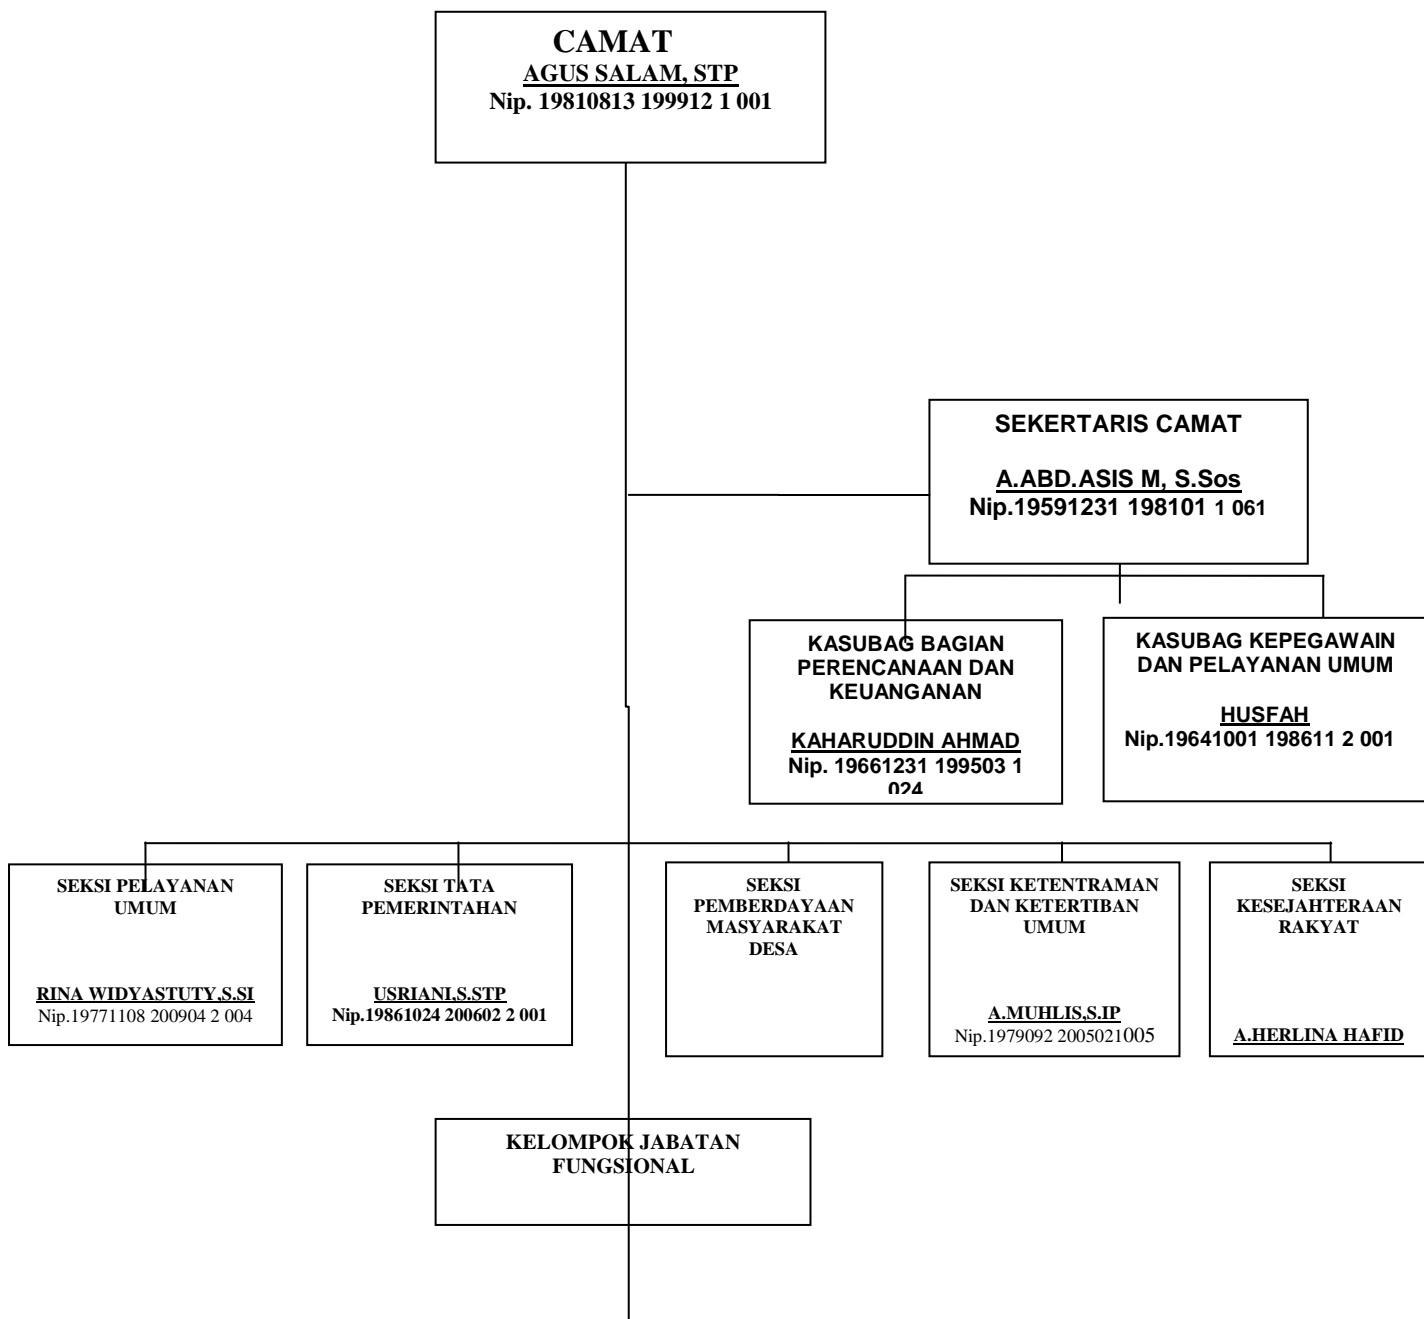 CAMAT
AGUS SALAM, STP
Nip. 19810813 199912 1 001
SEKERTARIS CAMAT
A.ABD.ASIS M, S.Sos
Nip.19591231 198101 1 061
KASUBAG BAGIAN
PERENCANAAN DAN
KEUANGANAN
KAHARUDDIN AHMAD
Nip. 19661231 199503 1
024
KASUBAG KEPEGAWAIN
DAN PELAYANAN UMUM
HUSFAH
Nip.19641001 198611 2 001
SEKSI PELAYANAN
UMUM
RINA WIDYASTUTY,S.SI
Nip.19771108 200904 2 004
SEKSI TATA
PEMERINTAHAN
USRIANI,S.STP
Nip.19861024 200602 2 001
SEKSI
PEMBERDAYAAN
MASYARAKAT
DESA
SEKSI KETENTRAMAN
DAN KETERTIBAN
UMUM
A.MUHLIS,S.IP
Nip.1979092 2005021005
SEKSI
KESEJAHTERAAN
RAKYAT
A.HERLINA HAFID
KELOMPOK JABATAN
FUNGSIONAL